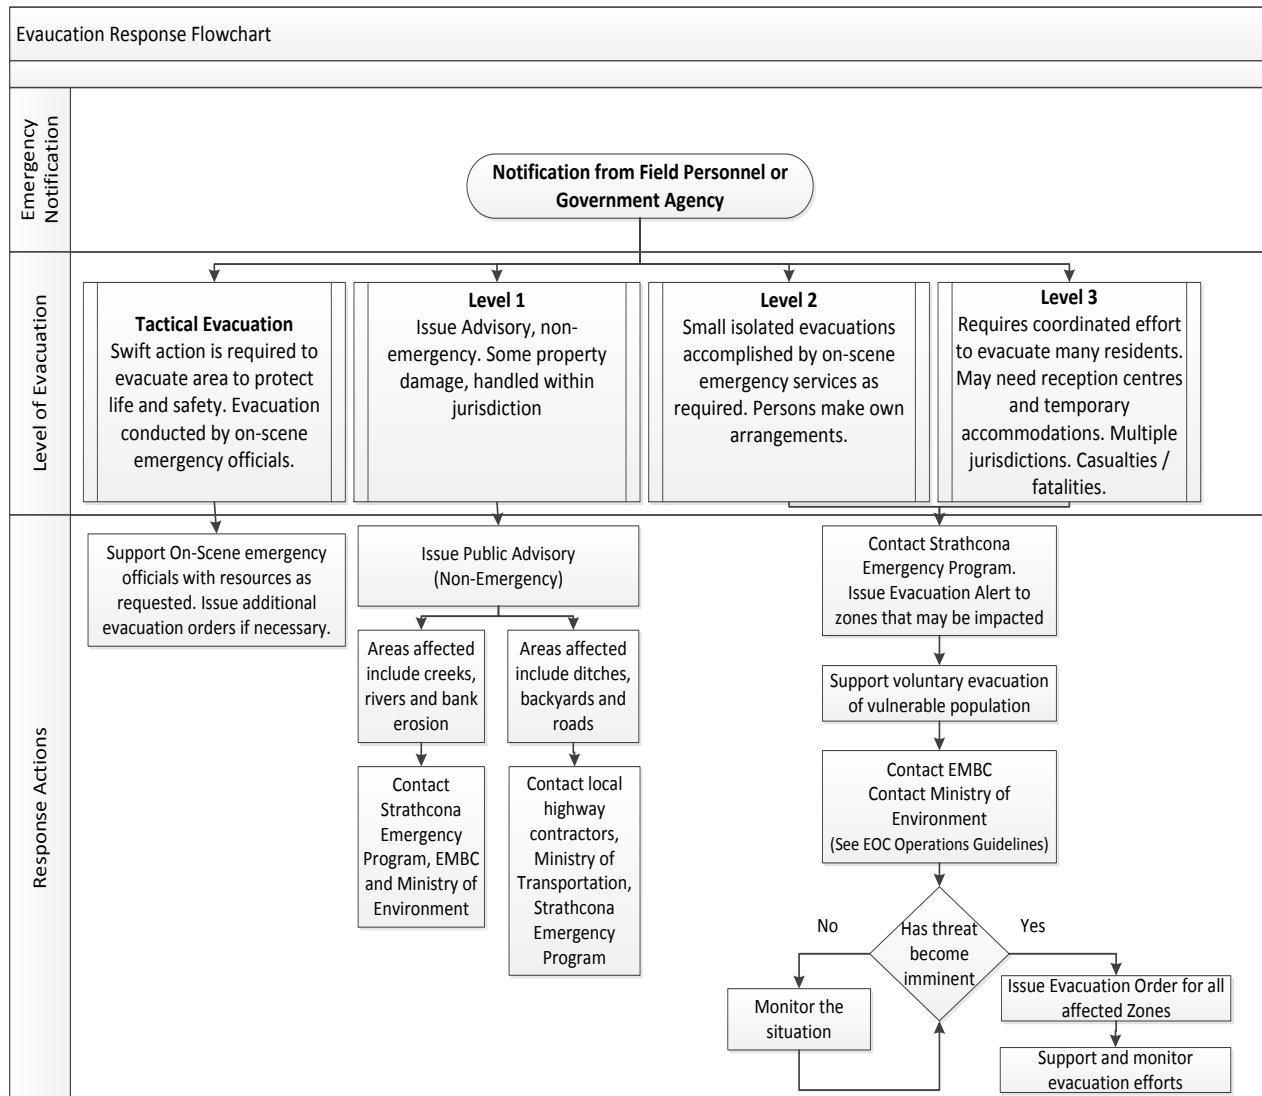 Evaucation Response Flowchart
Emergency
Notification
Notification from Field Personnel or
Government Agency
Level of Evacuation
Tactical Evacuation
Swift action is required to
evacuate area to protect
life and safety. Evacuation
conducted by on-scene
emergency officials.
Level 1
Issue Advisory, non-
emergency. Some property
damage, handled within
jurisdiction
Level 2
Small isolated evacuations
accomplished by on-scene
emergency services as
required. Persons make own
arrangements.
Level 3
Requires coordinated effort
to evacuate many residents.
May need reception centres
and temporary
accommodations. Multiple
jurisdictions. Casualties /
fatalities.
Response Actions
Support On-Scene emergency
officials with resources as
requested. Issue additional
evacuation orders if necessary.
Issue Public Advisory
(Non-Emergency)
Areas affected
include creeks,
rivers and bank
erosion
Areas affected
include ditches,
backyards and
roads
Contact
Strathcona
Emergency
Program, EMBC
and Ministry of
Environment
Contact local
highway
contractors,
Ministry of
Transportation,
Strathcona
Emergency
Program
Contact Strathcona
Emergency Program.
Issue Evacuation Alert to
zones that may be impacted
Support voluntary evacuation
of vulnerable population
Contact EMBC
Contact Ministry of
Environment
(See EOC Operations Guidelines)
Has threat
become
imminent
No
Yes
Monitor the
situation
Issue Evacuation Order for all
affected Zones
Support and monitor
evacuation efforts